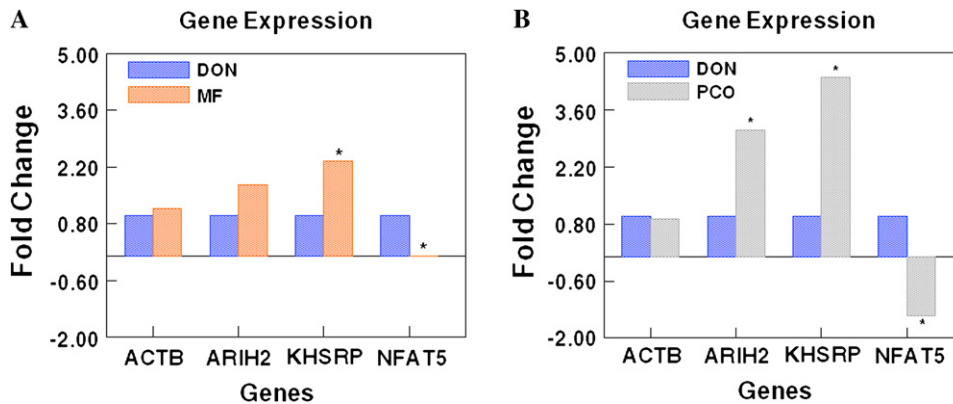 A
Gene Expression
Fold Change
5.00
3.60
2.20
0.80
-0.60
-2.00
DON
MF
*
*
ACTB ARIH2 KHSRP NFAT5
Genes
B
Gene Expression
Fold Change
5.00
3.60
2.20
0.80
-0.60
-2.00
DON
PCO
*
*
*
ACTB ARIH2 KHSRP NFAT5
Genes